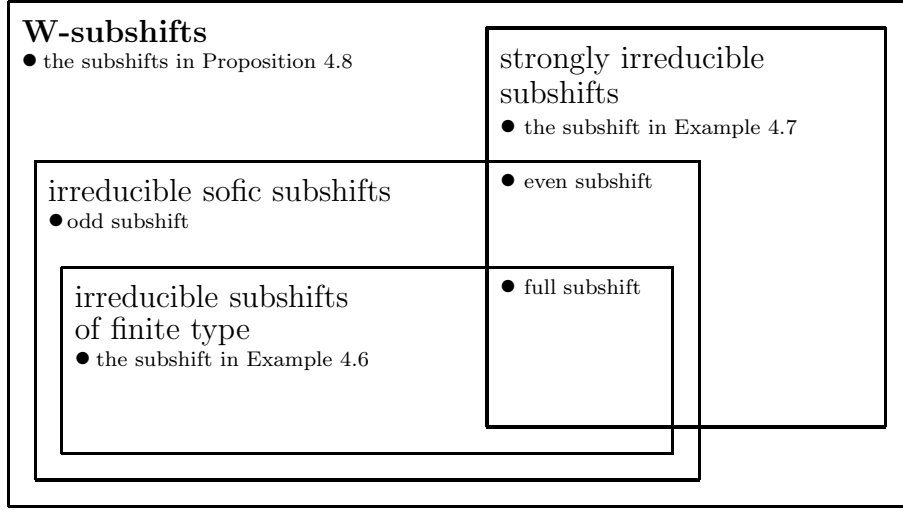 W-subshifts
● the subshifts in Proposition 4.8
strongly irreducible
subshifts
● the subshift in Example 4.7
irreducible sofic subshifts
● odd subshift
● even subshift
irreducible subshifts
of finite type
● the subshift in Example 4.6
● full subshift